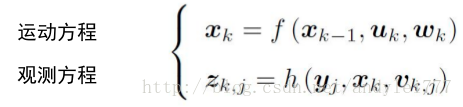 运动方程 x_k = f (x_{k-1}, u_k, w_k)
观测方程 z_{k,j} = h (y_j, x_k, v_{k,j})